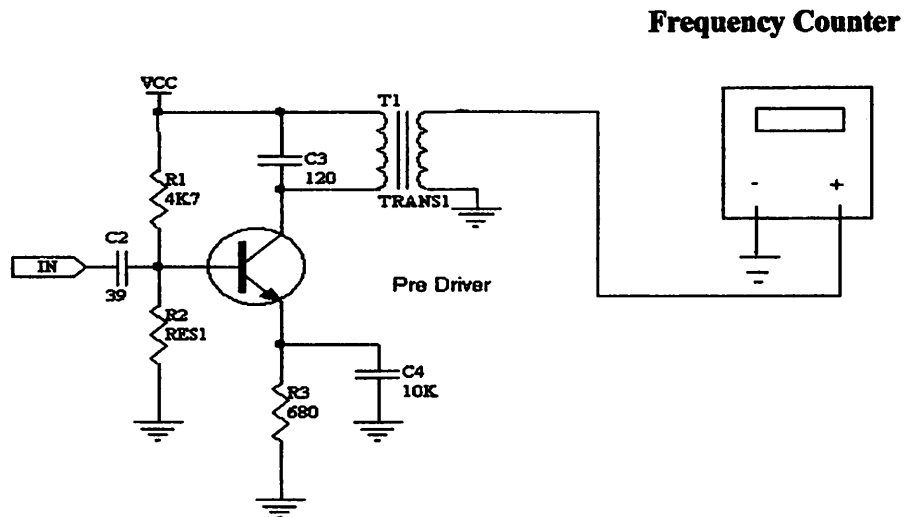 Frequency Counter
VCC
T1
C3
120
R1
4K7
TRANS1
- +
C2
IN
39
Pre Driver
R2
RES1
C4
10K
R3
680